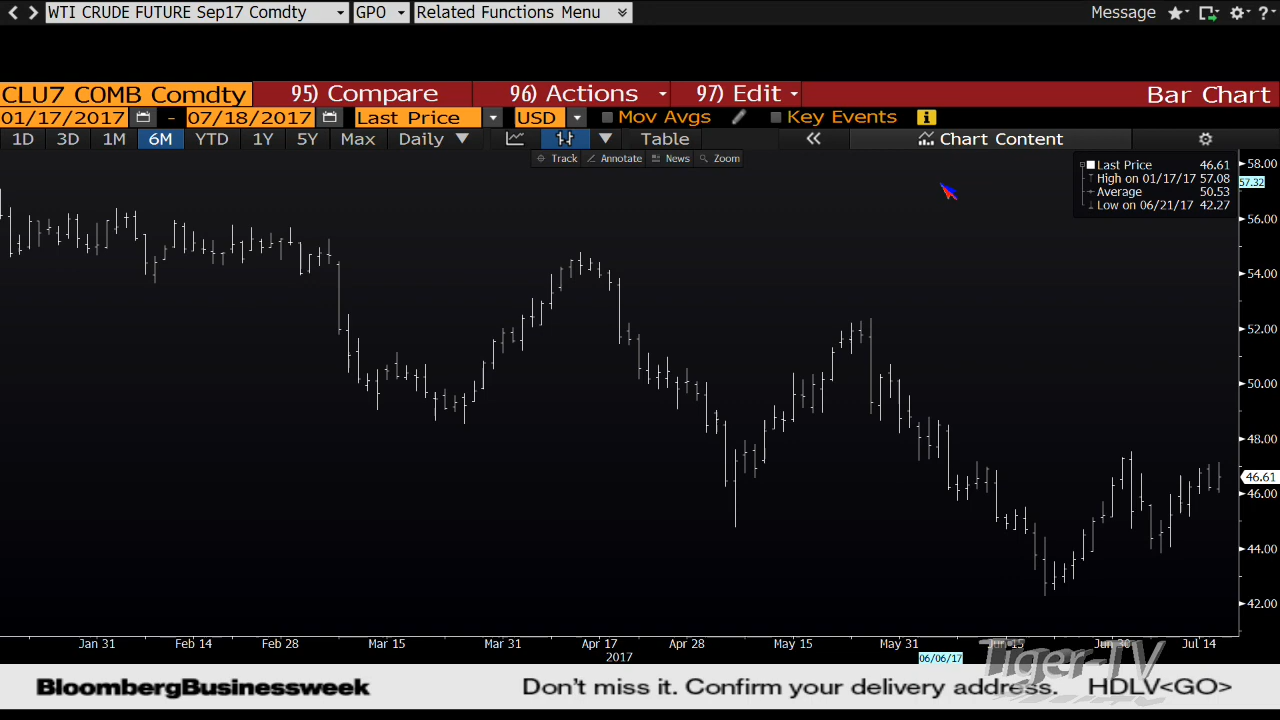 WTI CRUDE FUTURE Sep17 Comdty GPO Related Functions Menu Message ?
CLU7 COMB Comdty 95) Compare 96) Actions 97) Edit Bar Chart
01/17/2017 - 07/18/2017 Last Price USD Mov Avgs Key Events i
1D 3D 1M 6M YTD 1Y 5Y Max Daily Table « Chart Content
Track Annotate News Zoom
Last Price 46.61
High on 01/17/17 57.08
Average 50.53
Low on 06/21/17 42.27
58.00
57.32
56.00
54.00
52.00
50.00
48.00
46.61
46.00
44.00
42.00
Jan 31 Feb 14 Feb 28 Mar 15 Mar 31 Apr 17 Apr 28 May 15 May 31 Jun 15 Jun 30 Jul 14
2017 06/06/17
Tiger-TV
BloombergBusinessweek Don't miss it. Confirm your delivery address. HDLV<GO>